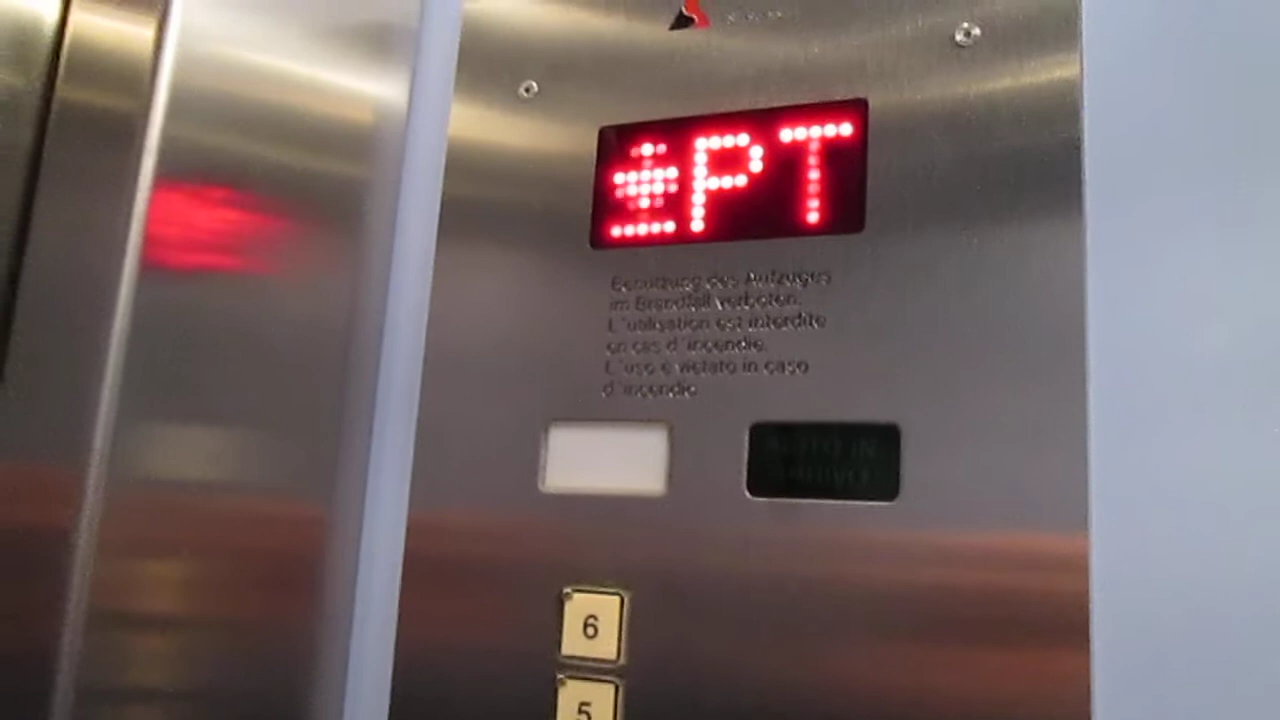 PT
Benutzung des Aufzuges
im Brandfall verboten.
L´utilisation est interdite
en cas d´incendie.
L´uso è vietato in caso
d´incendio
6
5